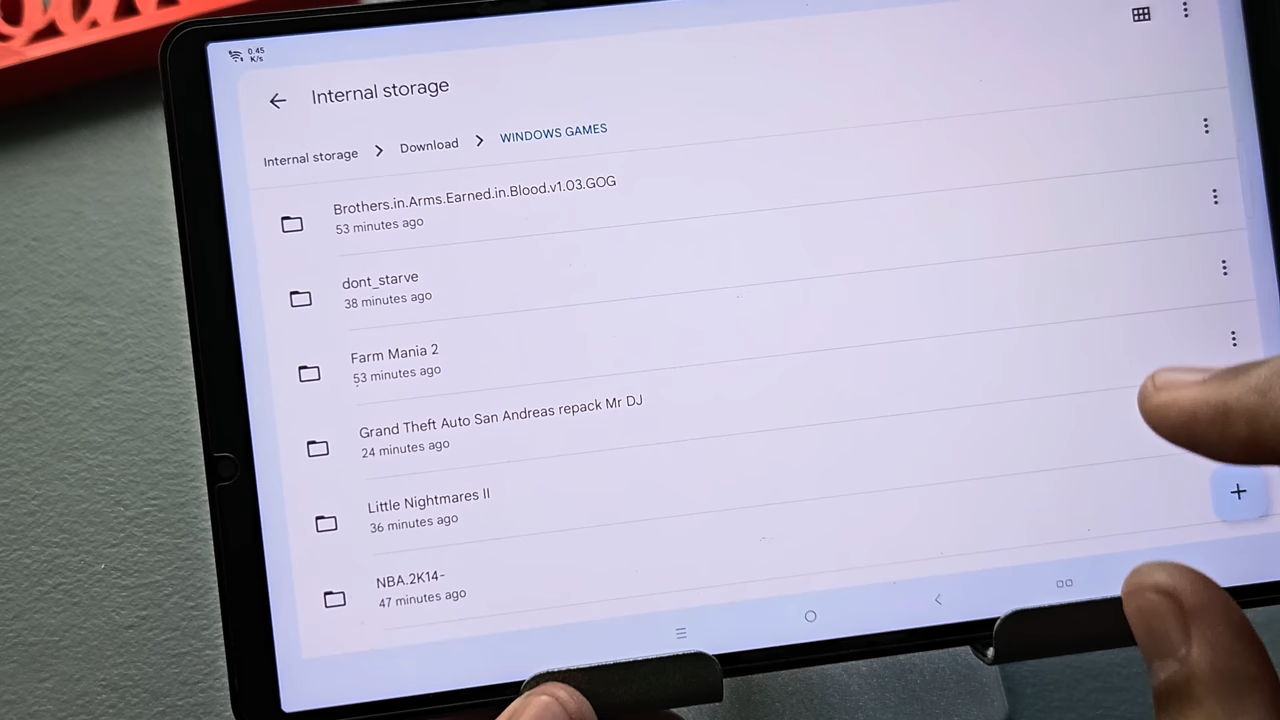 0.45
K/s
Internal storage
Internal storage > Download > WINDOWS GAMES
Brothers.in.Arms.Earned.in.Blood.v1.03.GOG
53 minutes ago
dont_starve
38 minutes ago
Farm Mania 2
53 minutes ago
Grand Theft Auto San Andreas repack Mr DJ
24 minutes ago
Little Nightmares II
36 minutes ago
NBA.2K14-
47 minutes ago